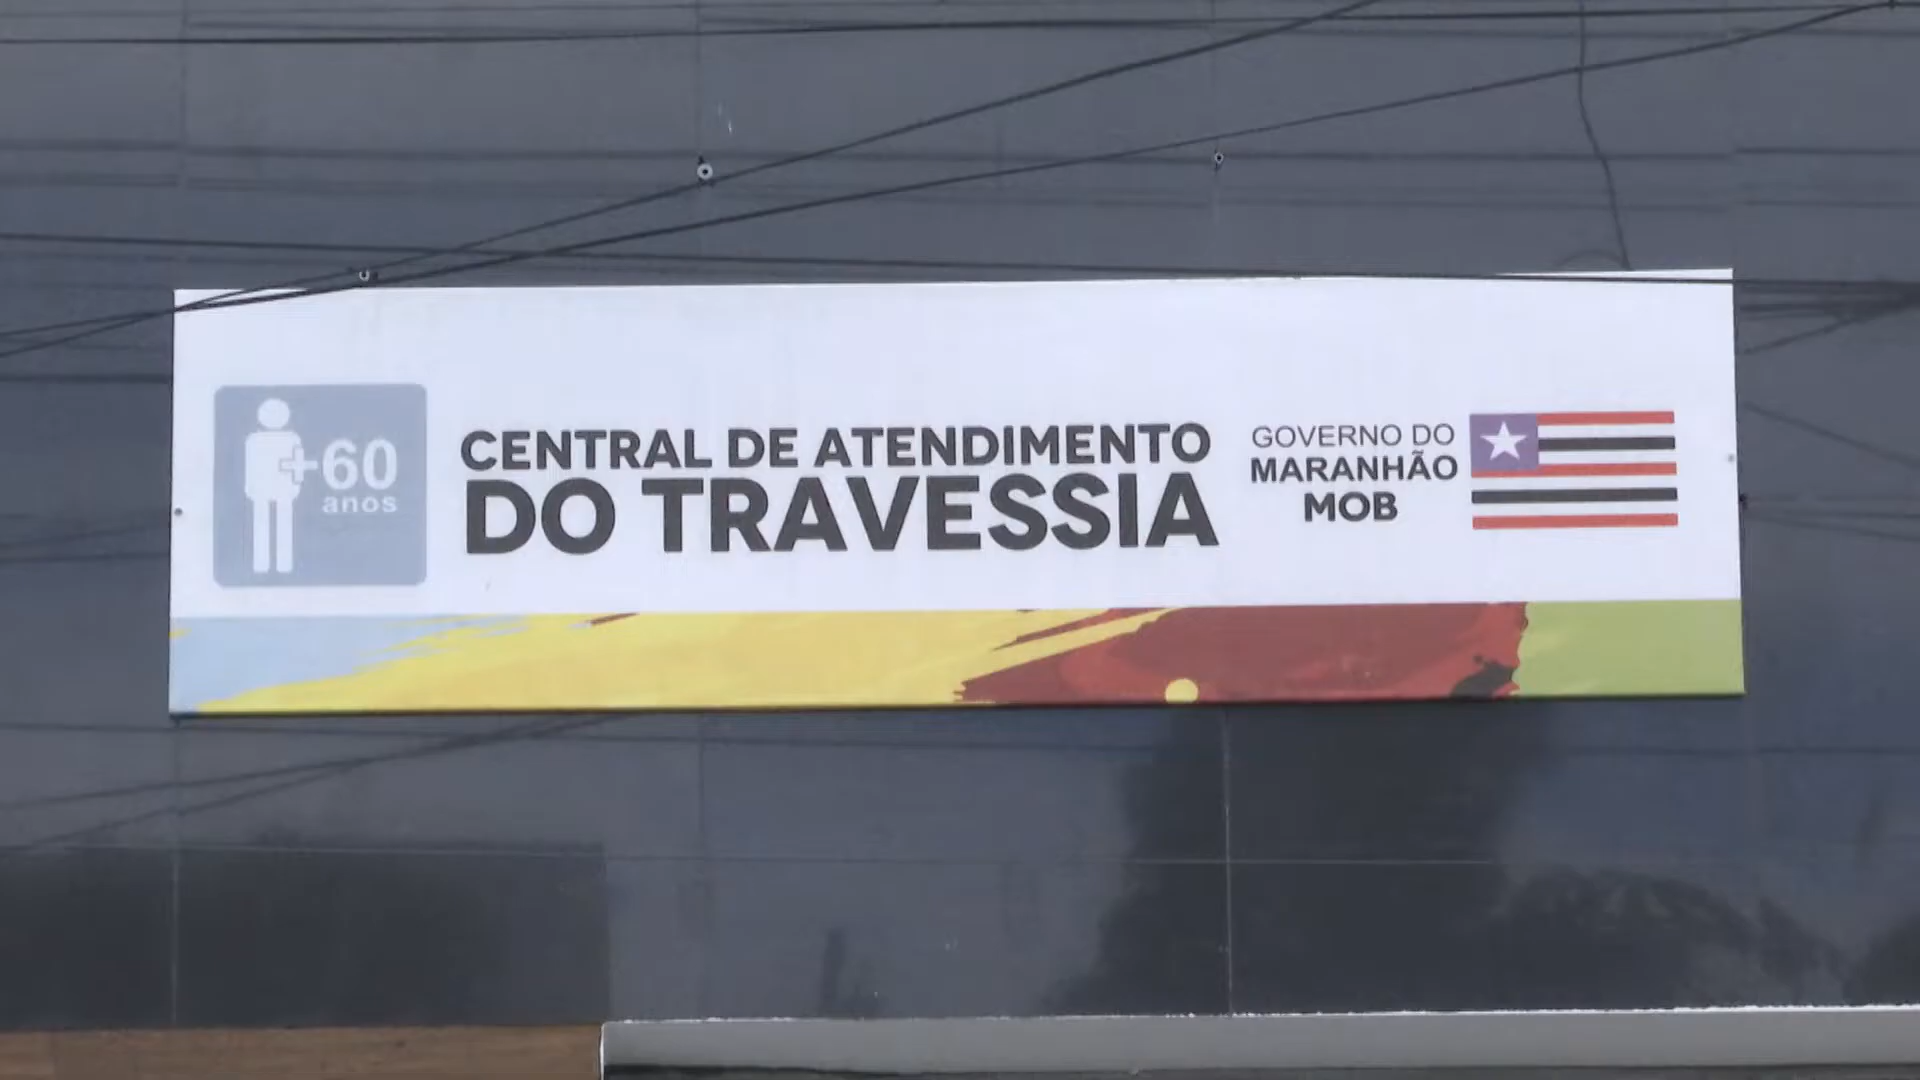 +60
anos
CENTRAL DE ATENDIMENTO
DO TRAVESSIA
GOVERNO DO
MARANHÃO
MOB